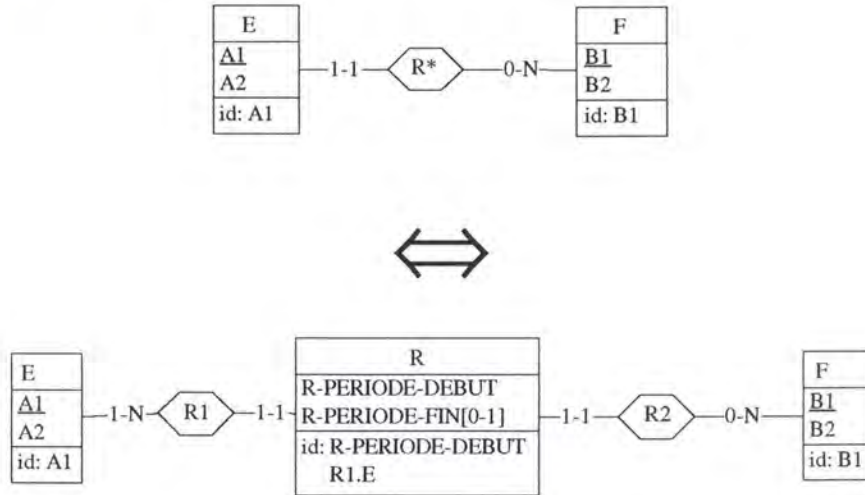 E
A1
A2
id: A1
1-1
R*
0-N
F
B1
B2
id: B1
E
A1
A2
id: A1
1-N
R1
1-1
R
R-PERIODE-DEBUT
R-PERIODE-FIN[0-1]
id: R-PERIODE-DEBUT
R1.E
1-1
R2
0-N
F
B1
B2
id: B1